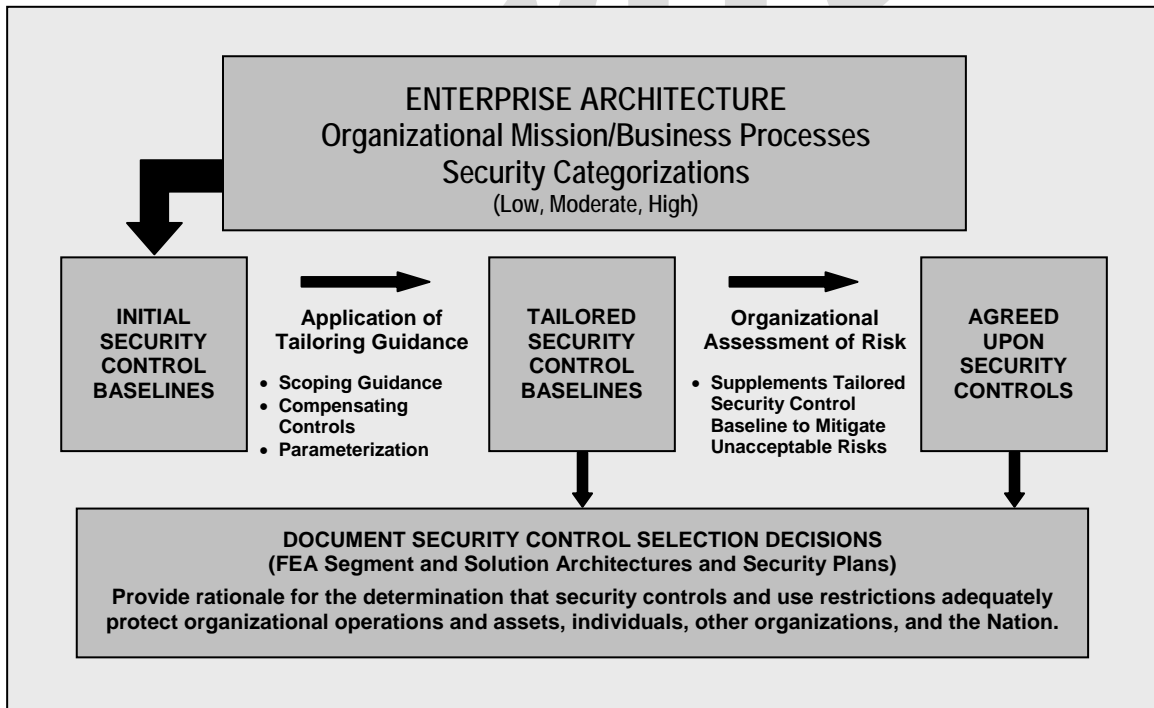 ENTERPRISE ARCHITECTURE
Organizational Mission/Business Processes
Security Categorizations
(Low, Moderate, High)
INITIAL
SECURITY
CONTROL
BASELINES
Application of
Tailoring Guidance
• Scoping Guidance
• Compensating
Controls
• Parameterization
TAILORED
SECURITY
CONTROL
BASELINES
Organizational
Assessment of Risk
• Supplements Tailored
Security Control
Baseline to Mitigate
Unacceptable Risks
AGREED
UPON
SECURITY
CONTROLS
DOCUMENT SECURITY CONTROL SELECTION DECISIONS
(FEA Segment and Solution Architectures and Security Plans)
Provide rationale for the determination that security controls and use restrictions adequately
protect organizational operations and assets, individuals, other organizations, and the Nation.